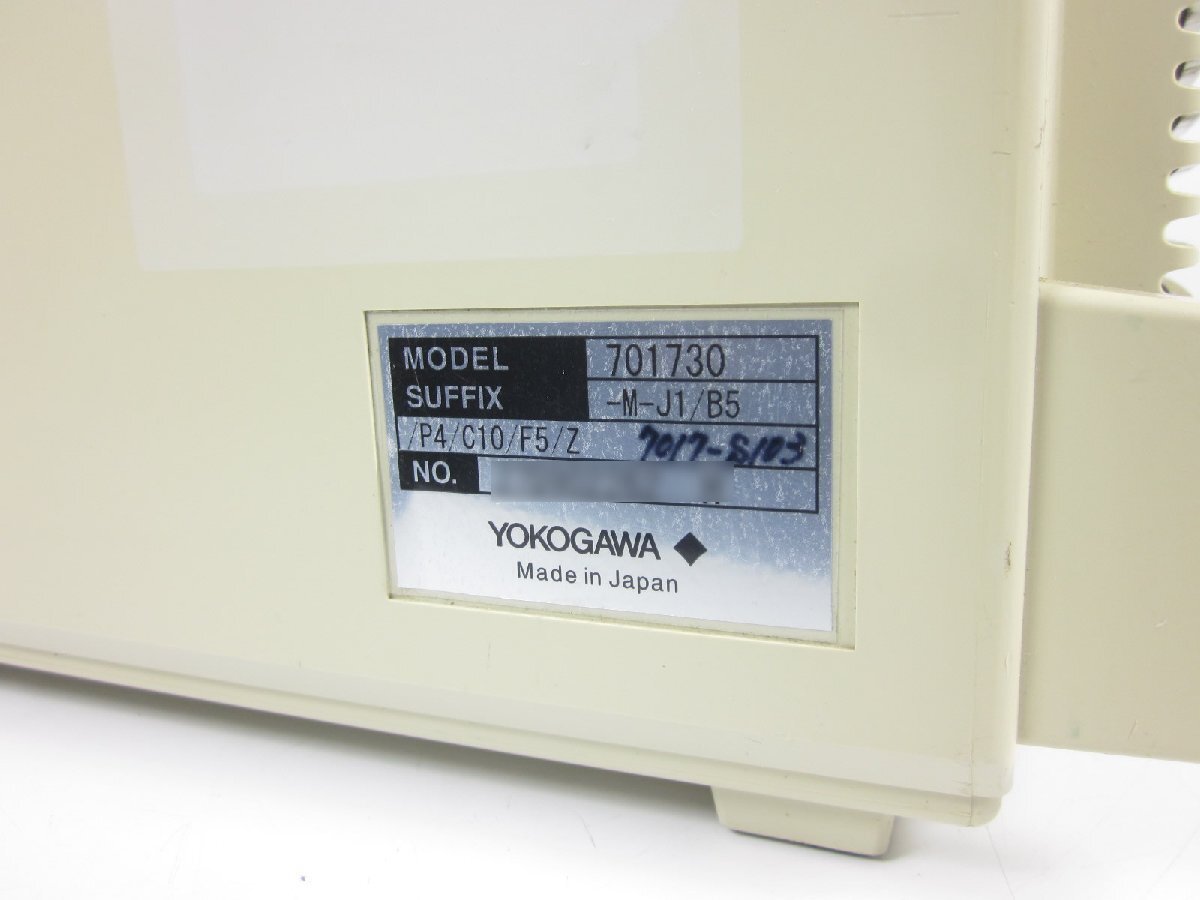 MODEL 701730
SUFFIX -M-J1/B5
/P4/C10/F5/Z 7017-S103
NO.
YOKOGAWA
Made in Japan